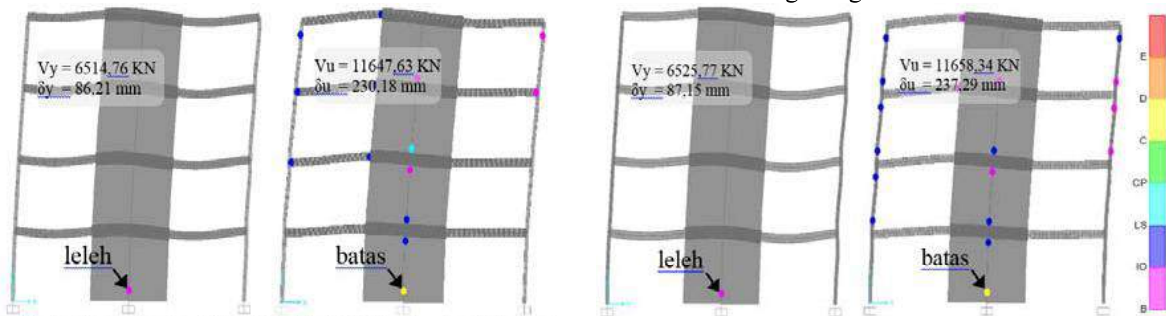 Vy = 6514,76 KN
δy = 86,21 mm
leleh
Vu = 11647,63 KN
δu = 230,18 mm
batas
Vy = 6525,77 KN
δy = 87,15 mm
leleh
Vu = 11658,34 KN
δu = 237,29 mm
batas
E
D
C
CP
LS
IO
B